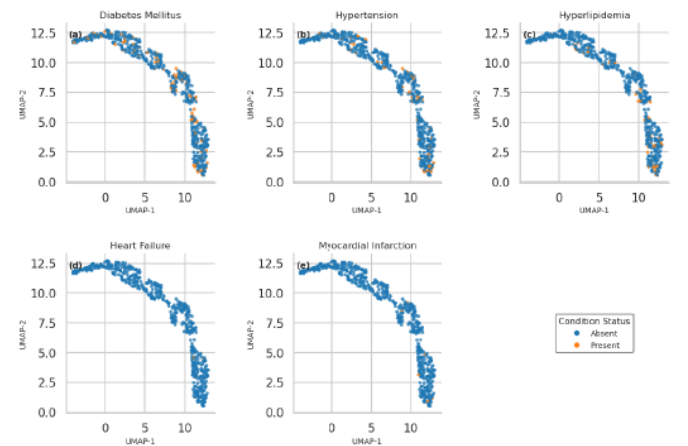 Diabetes Mellitus
Hypertension
Hyperlipidemia
(a)
(b)
(c)
12.5
10.0
7.5
5.0
2.5
0.0
UMAP-2
0 5 10
UMAP-1
12.5
10.0
7.5
5.0
2.5
0.0
UMAP-2
0 5 10
UMAP-1
12.5
10.0
7.5
5.0
2.5
0.0
UMAP-2
0 5 10
UMAP-1
Heart Failure
Myocardial Infarction
(d)
(e)
12.5
10.0
7.5
5.0
2.5
0.0
UMAP-2
0 5 10
UMAP-1
12.5
10.0
7.5
5.0
2.5
0.0
UMAP-2
0 5 10
UMAP-1
Condition Status
Absent
Present